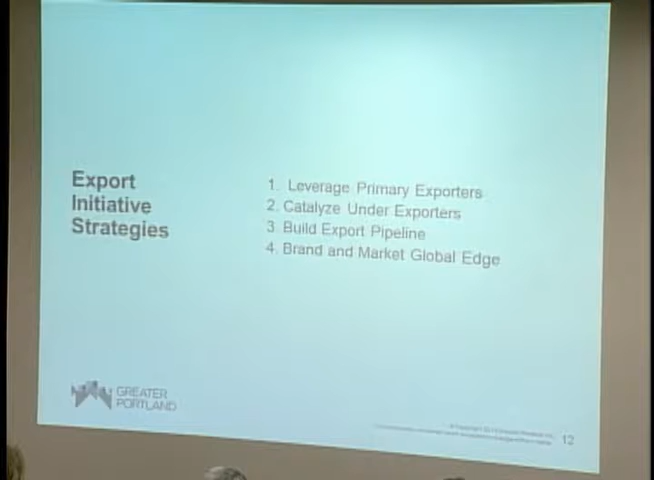 Export
Initiative
Strategies
1. Leverage Primary Exporters
2. Catalyze Under Exporters
3 Build Export Pipeline
4. Brand and Market Global Edge
GREATER
PORTLAND
12